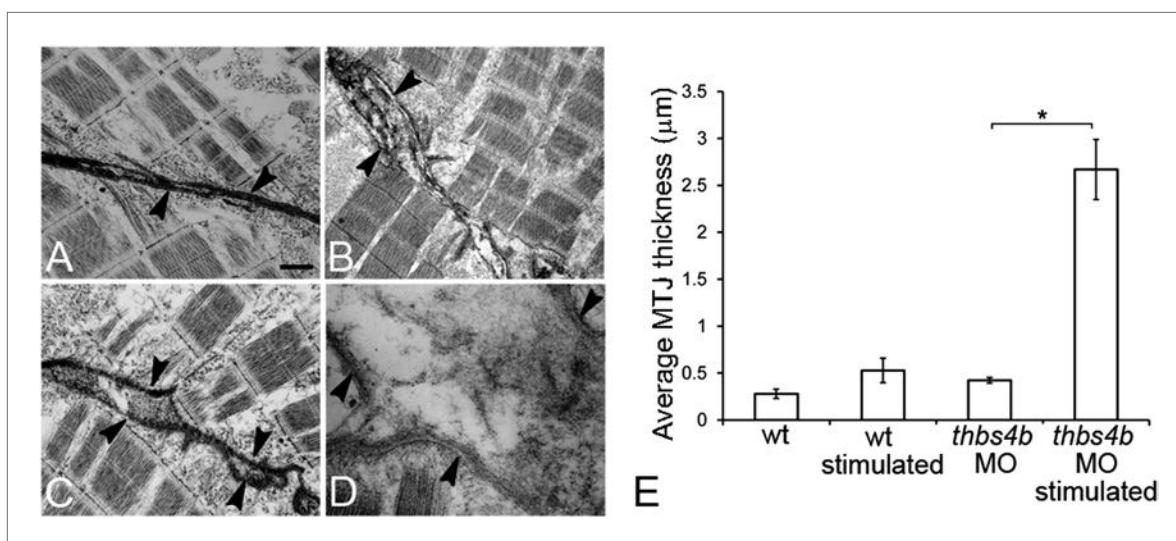 A
B
C
D
E
Average MTJ thickness (μm)
3.5
3
2.5
2
1.5
1
0.5
0
*
wt
wt
stimulated
thbs4b
MO
thbs4b
MO
stimulated